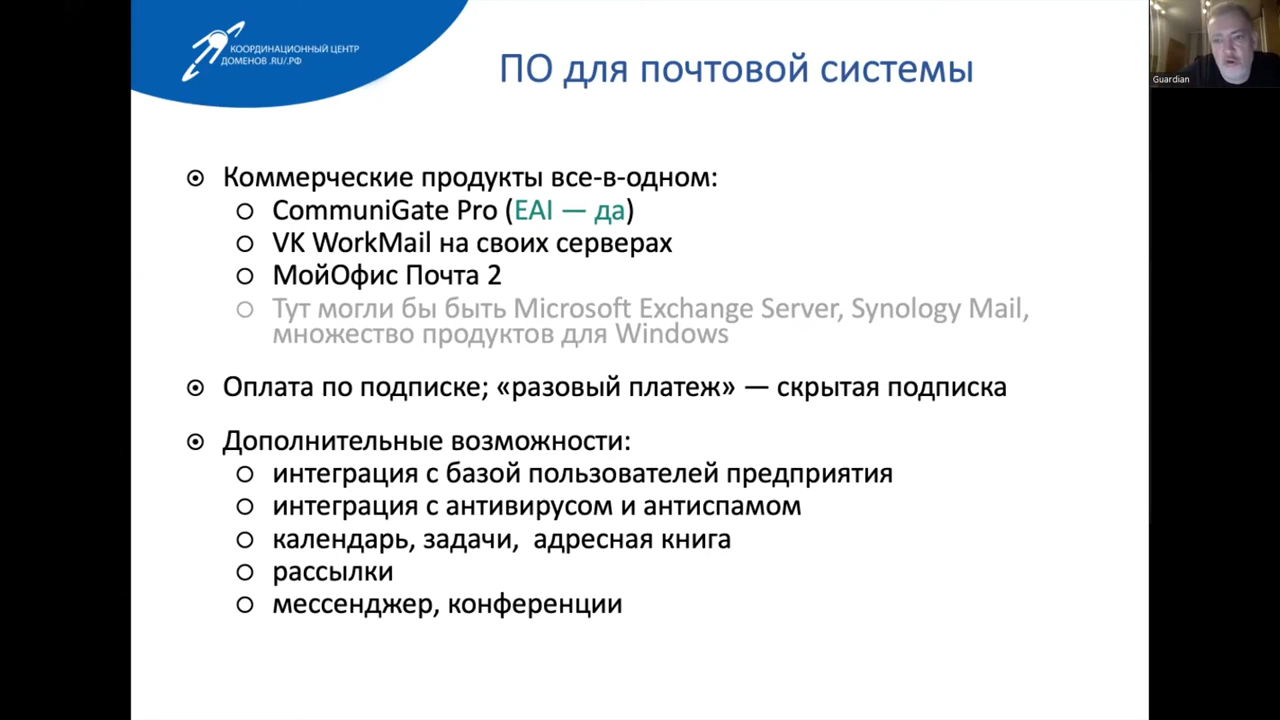 КООРДИНАЦИОННЫЙ ЦЕНТР
ДОМЕНОВ .RU/.РФ
ПО для почтовой системы
Guardian
Коммерческие продукты все-в-одном:
CommuniGate Pro (EAI — да)
VK WorkMail на своих серверах
МойОфис Почта 2
Тут могли бы быть Microsoft Exchange Server, Synology Mail,
множество продуктов для Windows
Оплата по подписке; «разовый платеж» — скрытая подписка
Дополнительные возможности:
интеграция с базой пользователей предприятия
интеграция с антивирусом и антиспамом
календарь, задачи, адресная книга
рассылки
мессенджер, конференции